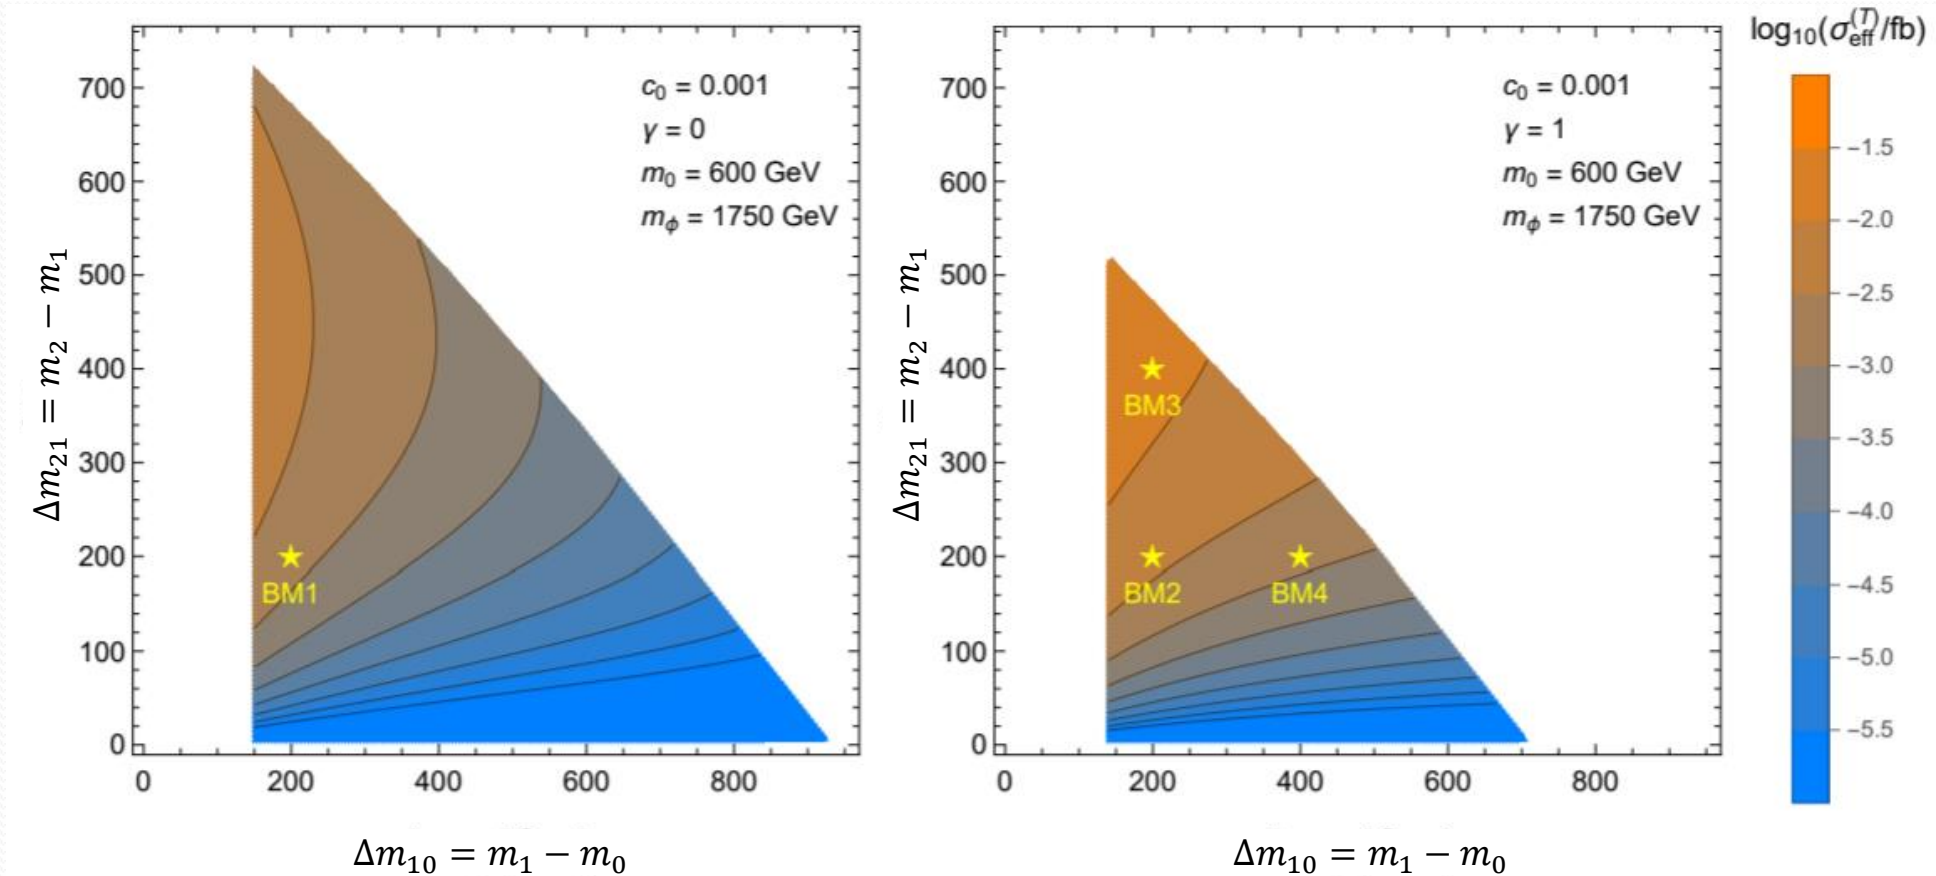 log₁₀(σ_eff^(T)/fb)
c₀ = 0.001
γ = 0
m₀ = 600 GeV
m_ϕ = 1750 GeV
700
600
500
400
300
200
100
0
0
200
400
600
800
Δm₂₁ = m₂ − m₁
Δm₁₀ = m₁ − m₀
BM1
c₀ = 0.001
γ = 1
m₀ = 600 GeV
m_ϕ = 1750 GeV
700
600
500
400
300
200
100
0
0
200
400
600
800
Δm₂₁ = m₂ − m₁
Δm₁₀ = m₁ − m₀
BM3
BM2
BM4
−1.5
−2.0
−2.5
−3.0
−3.5
−4.0
−4.5
−5.0
−5.5